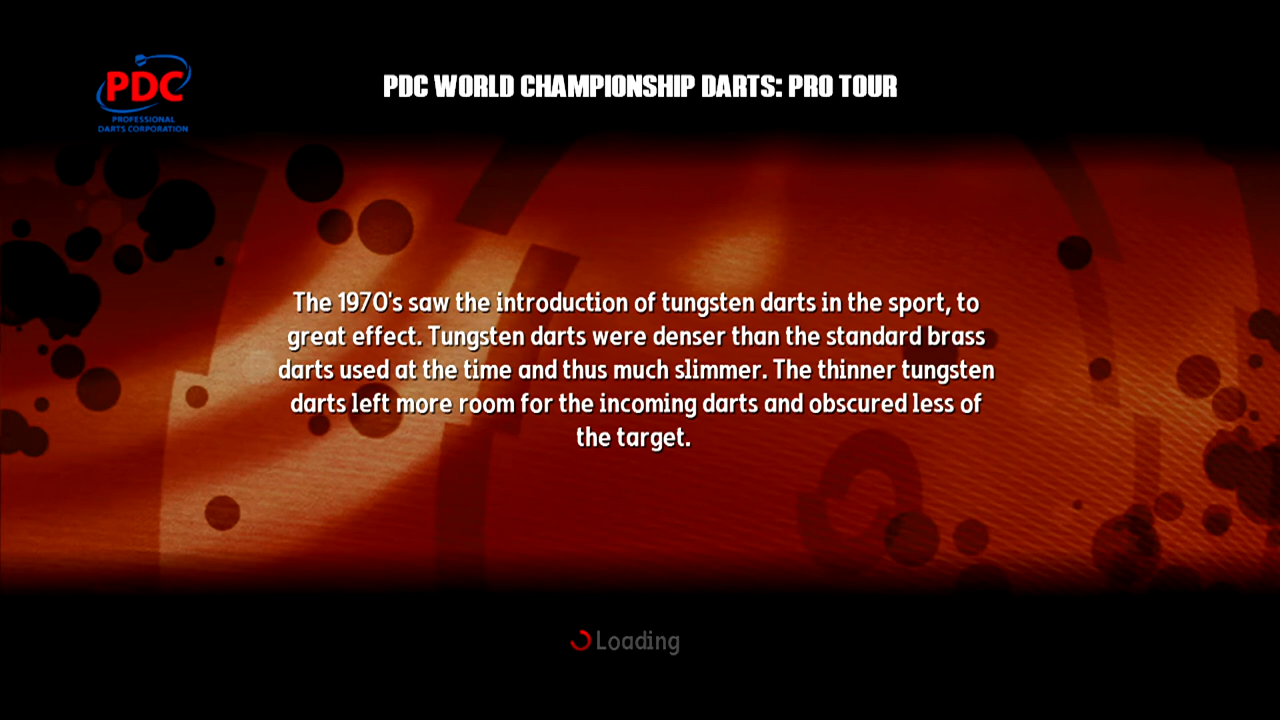 PDC
PROFESSIONAL
DARTS CORPORATION
PDC WORLD CHAMPIONSHIP DARTS: PRO TOUR
The 1970's saw the introduction of tungsten darts in the sport, to
great effect. Tungsten darts were denser than the standard brass
darts used at the time and thus much slimmer. The thinner tungsten
darts left more room for the incoming darts and obscured less of
the target.
Loading